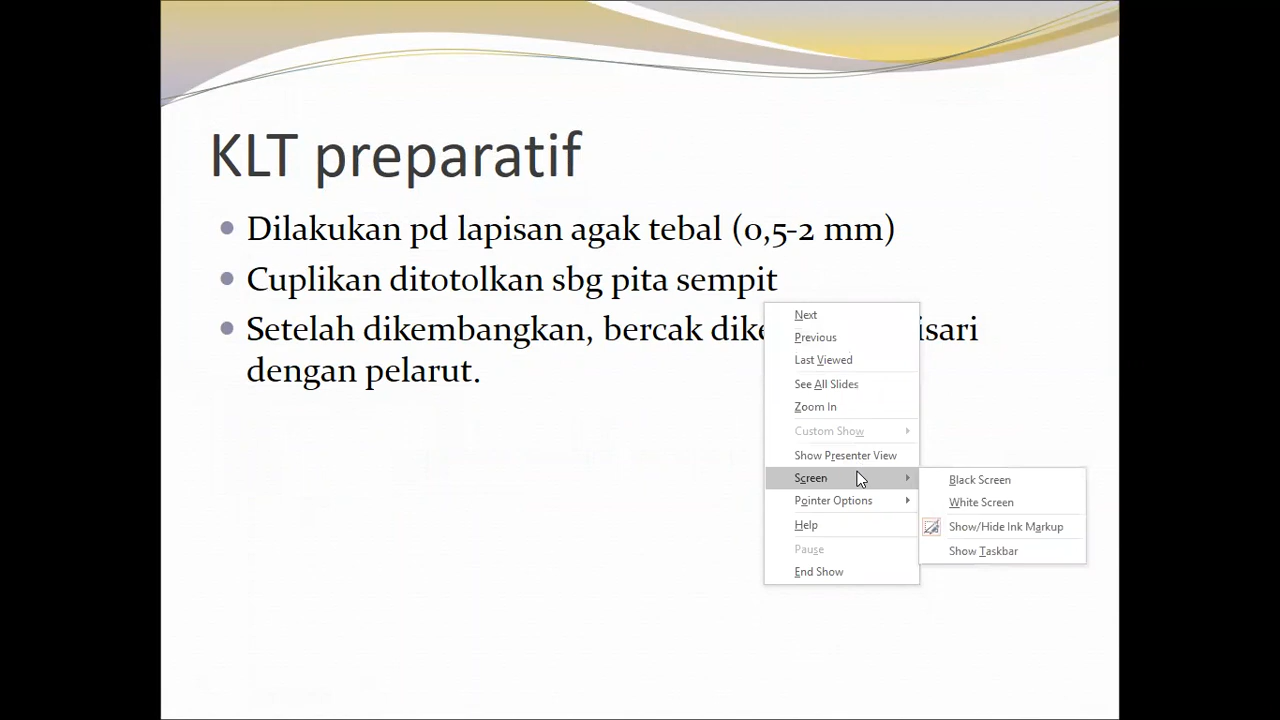 KLT preparatif
Dilakukan pd lapisan agak tebal (0,5-2 mm)
Cuplikan ditotolkan sbg pita sempit
Setelah dikembangkan, bercak
dengan pelarut.
Next
Previous
Last Viewed
See All Slides
Zoom In
Custom Show
Show Presenter View
Screen
Pointer Options
Help
Pause
End Show
Black Screen
White Screen
Show/Hide Ink Markup
Show Taskbar